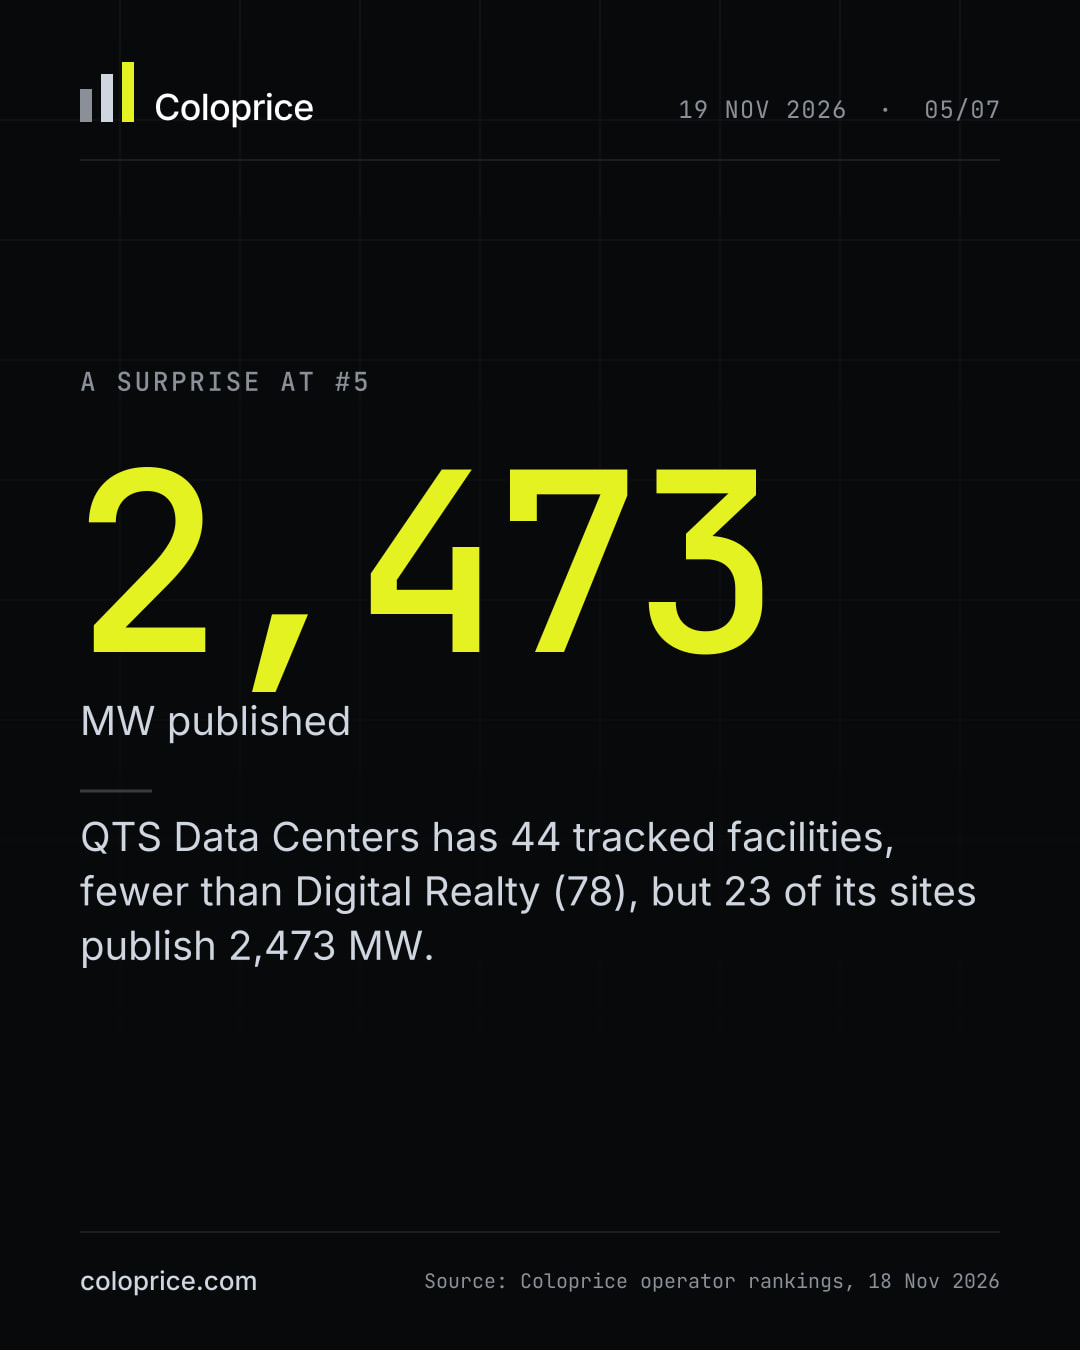 Coloprice
19 NOV 2026 · 05/07
A SURPRISE AT #5
2,473
MW published
QTS Data Centers has 44 tracked facilities,
fewer than Digital Realty (78), but 23 of its sites
publish 2,473 MW.
coloprice.com
Source: Coloprice operator rankings, 18 Nov 2026